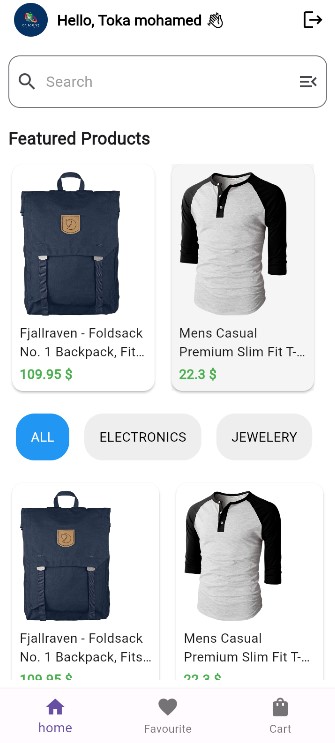 Hello, Toka mohamed 👋
Search
Featured Products
Fjallraven - Foldsack
No. 1 Backpack, Fit...
109.95 $
Mens Casual
Premium Slim Fit T-...
22.3 $
ALL
ELECTRONICS
JEWELERY
Fjallraven - Foldsack
No. 1 Backpack, Fits...
109.95 $
Mens Casual
Premium Slim Fit T-...
22.3 $
home
Favourite
Cart